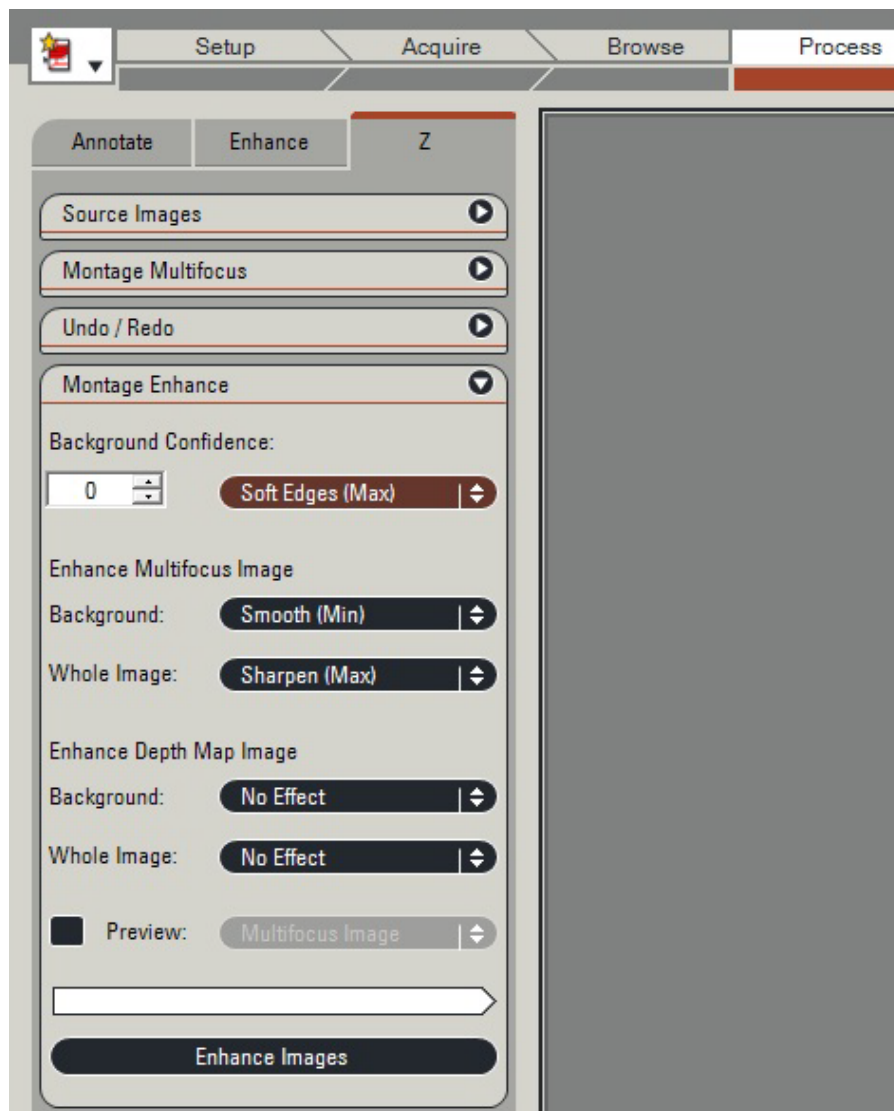 Setup Acquire Browse Process
Annotate Enhance Z
Source Images
Montage Multifocus
Undo / Redo
Montage Enhance
Background Confidence:
0 Soft Edges (Max)
Enhance Multifocus Image
Background: Smooth (Min)
Whole Image: Sharpen (Max)
Enhance Depth Map Image
Background: No Effect
Whole Image: No Effect
Preview: Multifocus Image
Enhance Images